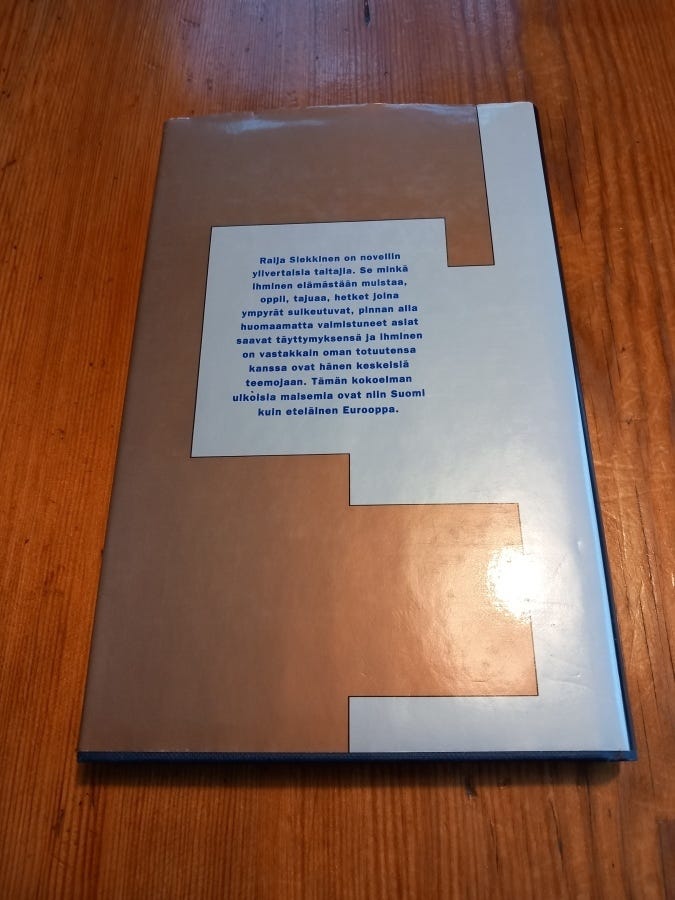 Raija Siekkinen on novellin
ylivertaisia taitajia. Se minkä
ihminen elämästään muistaa,
oppii, tajuaa, hetket joina
ympyrät sulkeutuvat, pinnan alla
huomaamatta valmistuneet asiat
saavat täyttymyksensä ja ihminen
on vastakkain oman totuutensa
kanssa ovat hänen keskeisiä
teemojaan. Tämän kokoelman
ulkoisia maisemia ovat niin Suomi
kuin eteläinen Eurooppa.